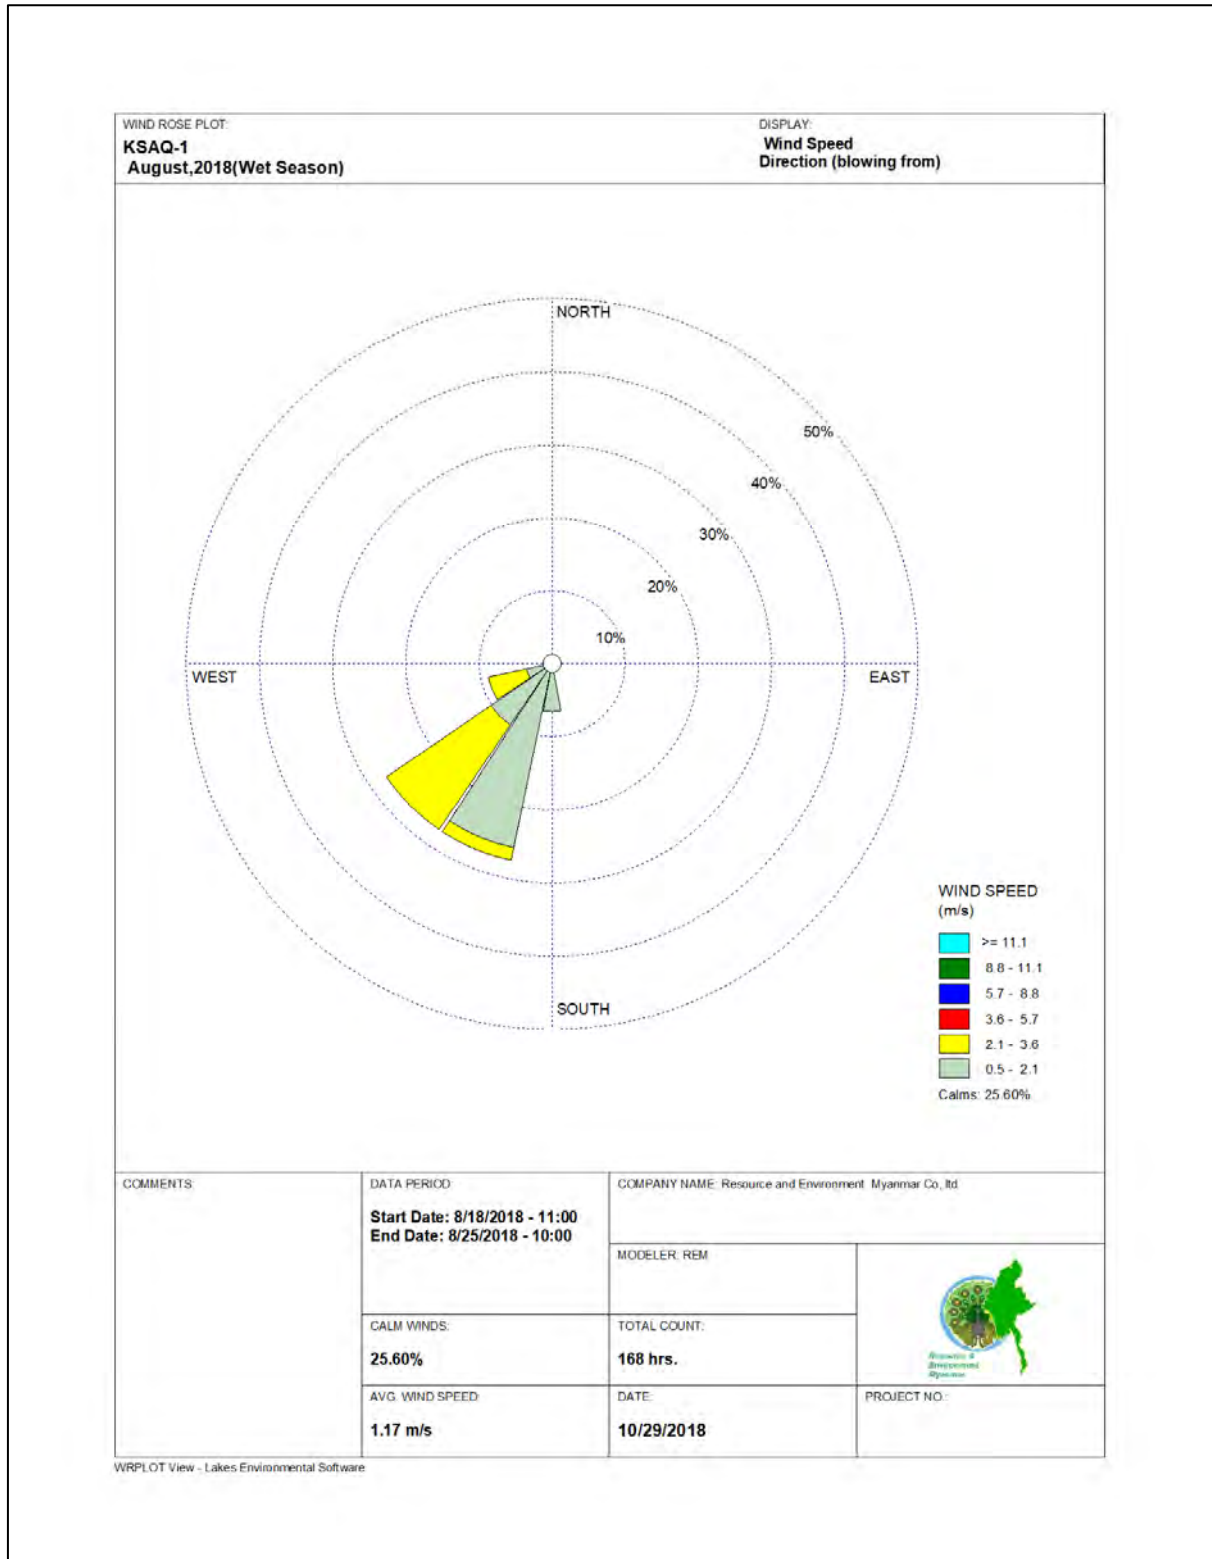 WIND ROSE PLOT:
KSAQ-1
August,2018(Wet Season)
DISPLAY:
Wind Speed
Direction (blowing from)
NORTH
50%
40%
30%
20%
10%
WEST
EAST
SOUTH
WIND SPEED
(m/s)
>= 11.1
8.8 - 11.1
5.7 - 8.8
3.6 - 5.7
2.1 - 3.6
0.5 - 2.1
Calms: 25.60%
COMMENTS:
DATA PERIOD:
Start Date: 8/18/2018 - 11:00
End Date: 8/25/2018 - 10:00
COMPANY NAME: Resource and Environment Myanmar Co, ltd
MODELER: REM
CALM WINDS:
25.60%
TOTAL COUNT:
168 hrs.
Resource &
Environment
Myanmar
AVG. WIND SPEED:
1.17 m/s
DATE:
10/29/2018
PROJECT NO.:
WRPLOT View - Lakes Environmental Software